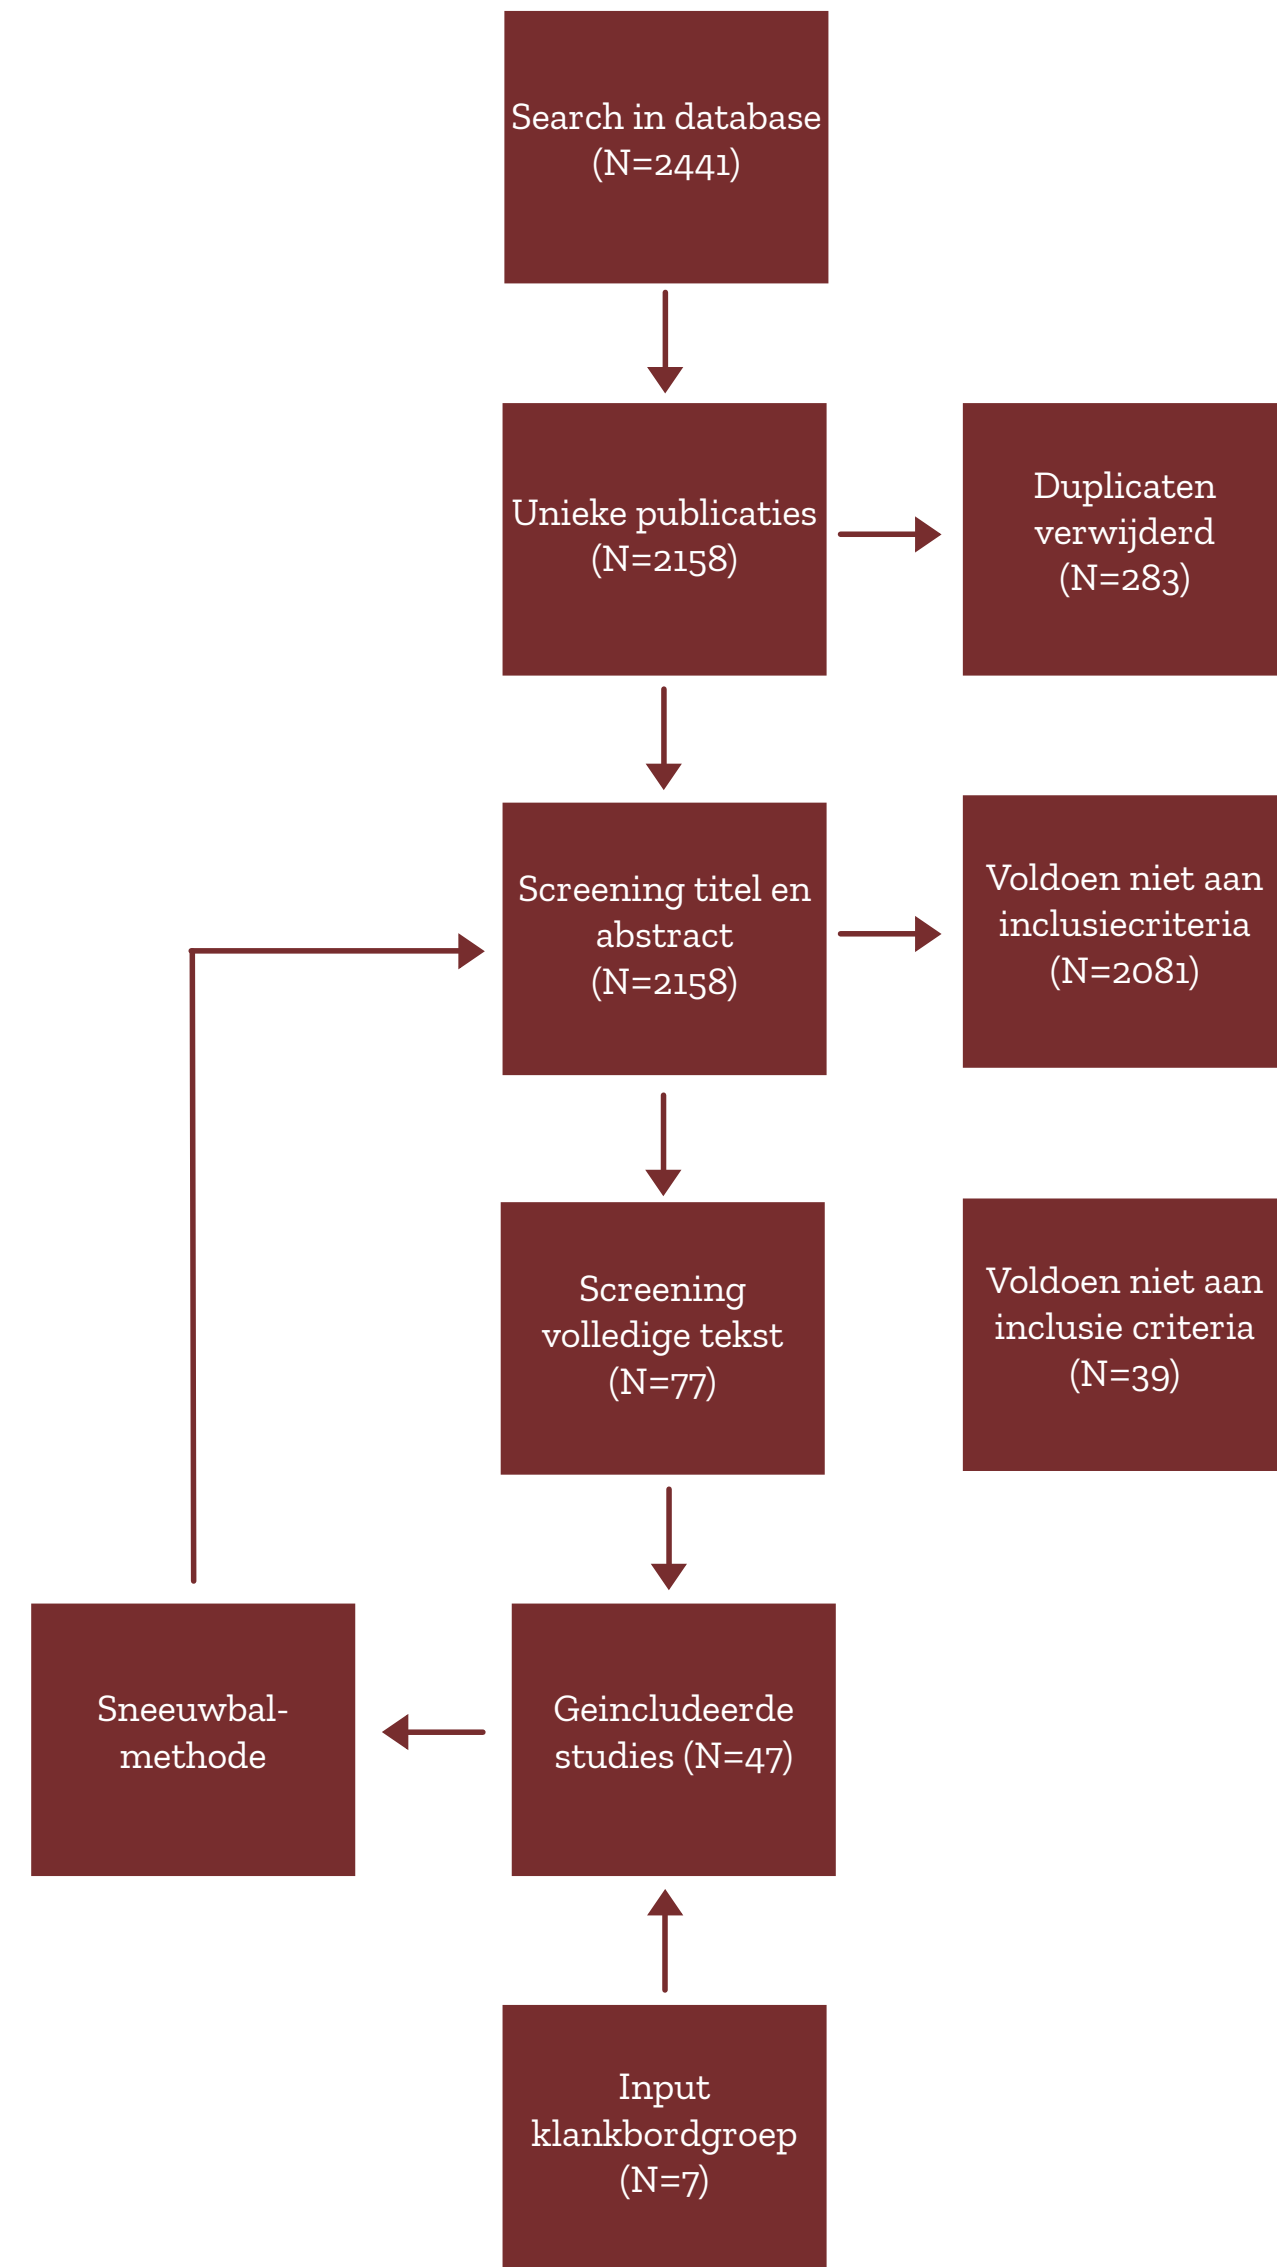 Search in database
(N=2441)
Unieke publicaties
(N=2158)
Duplicaten
verwijderd
(N=283)
Screening titel en
abstract
(N=2158)
Voldoen niet aan
inclusiecriteria
(N=2081)
Screening
volledige tekst
(N=77)
Voldoen niet aan
inclusie criteria
(N=39)
Sneeuwbal-
methode
Geincludeerde
studies (N=47)
Input
klankbordgroep
(N=7)